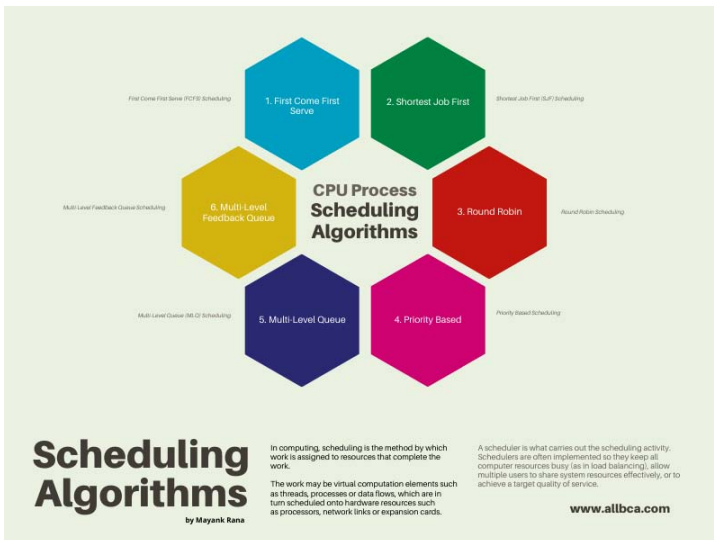 First Come First Serve (FCFS) Scheduling
1. First Come First
Serve
2. Shortest Job First
Shortest Job First (SJF) Scheduling
Multi Level Feedback Queue Scheduling
6. Multi-Level
Feedback Queue
CPU Process
Scheduling
Algorithms
3. Round Robin
Round Robin Scheduling
Multi Level Queue (MLQ) Scheduling
5. Multi-Level Queue
4. Priority Based
Priority Based Scheduling
Scheduling
Algorithms
by Mayank Rana
In computing, scheduling is the method by which
work is assigned to resources that complete the
work.
The work may be virtual computation elements such
as threads, processes or data flows, which are in
turn scheduled onto hardware resources such
as processors, network links or expansion cards.
A scheduler is what carries out the scheduling activity.
Schedulers are often implemented so they keep all
computer resources busy (as in load balancing), allow
multiple users to share system resources effectively, or to
achieve a target quality of service.
www.allbca.com